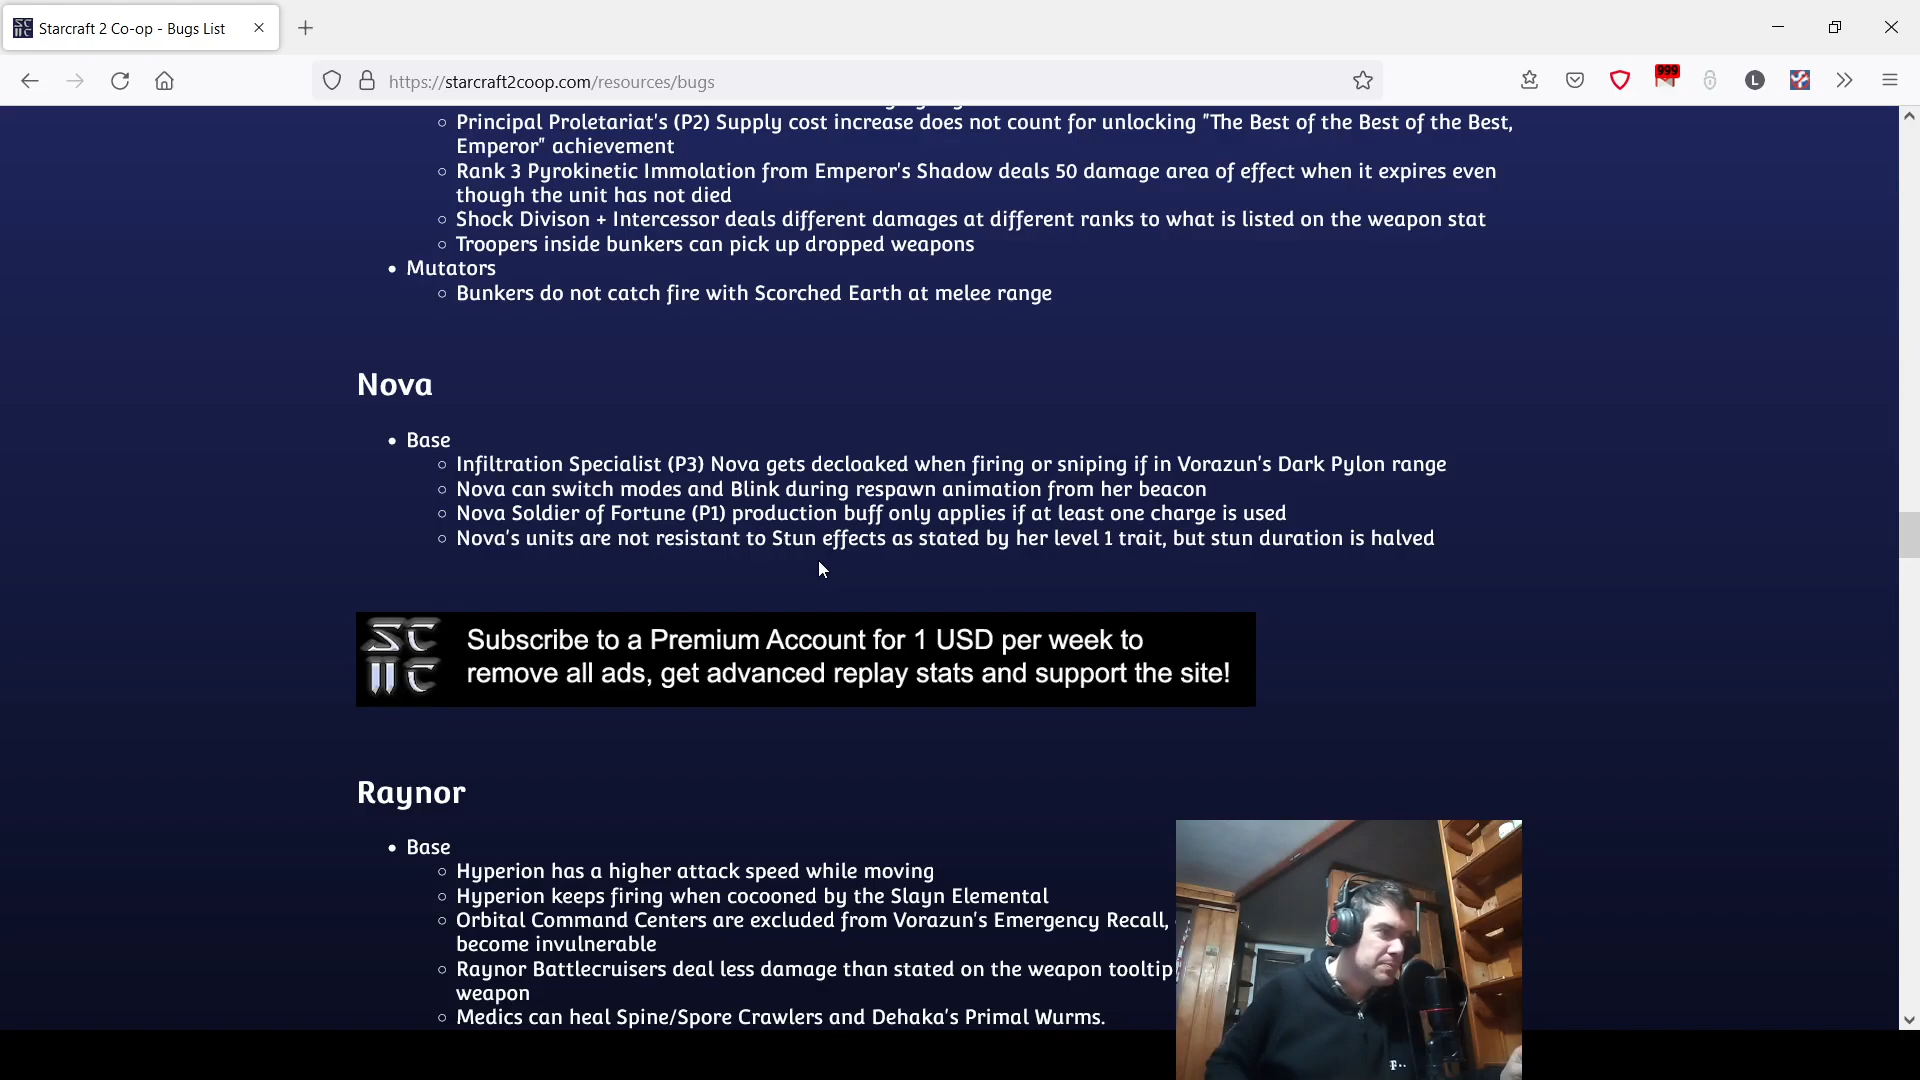 Starcraft 2 Co-op - Bugs List
https://starcraft2coop.com/resources/bugs
999
L
Principal Proletariat's (P2) Supply cost increase does not count for unlocking "The Best of the Best of the Best,
Emperor" achievement
Rank 3 Pyrokinetic Immolation from Emperor's Shadow deals 50 damage area of effect when it expires even
though the unit has not died
Shock Divison + Intercessor deals different damages at different ranks to what is listed on the weapon stat
Troopers inside bunkers can pick up dropped weapons
Mutators
Bunkers do not catch fire with Scorched Earth at melee range
Nova
Base
Infiltration Specialist (P3) Nova gets decloaked when firing or sniping if in Vorazun's Dark Pylon range
Nova can switch modes and Blink during respawn animation from her beacon
Nova Soldier of Fortune (P1) production buff only applies if at least one charge is used
Nova's units are not resistant to Stun effects as stated by her level 1 trait, but stun duration is halved
SC
IIC
Subscribe to a Premium Account for 1 USD per week to
remove all ads, get advanced replay stats and support the site!
Raynor
Base
Hyperion has a higher attack speed while moving
Hyperion keeps firing when cocooned by the Slayn Elemental
Orbital Command Centers are excluded from Vorazun's Emergency Recall,
become invulnerable
Raynor Battlecruisers deal less damage than stated on the weapon tooltip
weapon
Medics can heal Spine/Spore Crawlers and Dehaka's Primal Wurms.